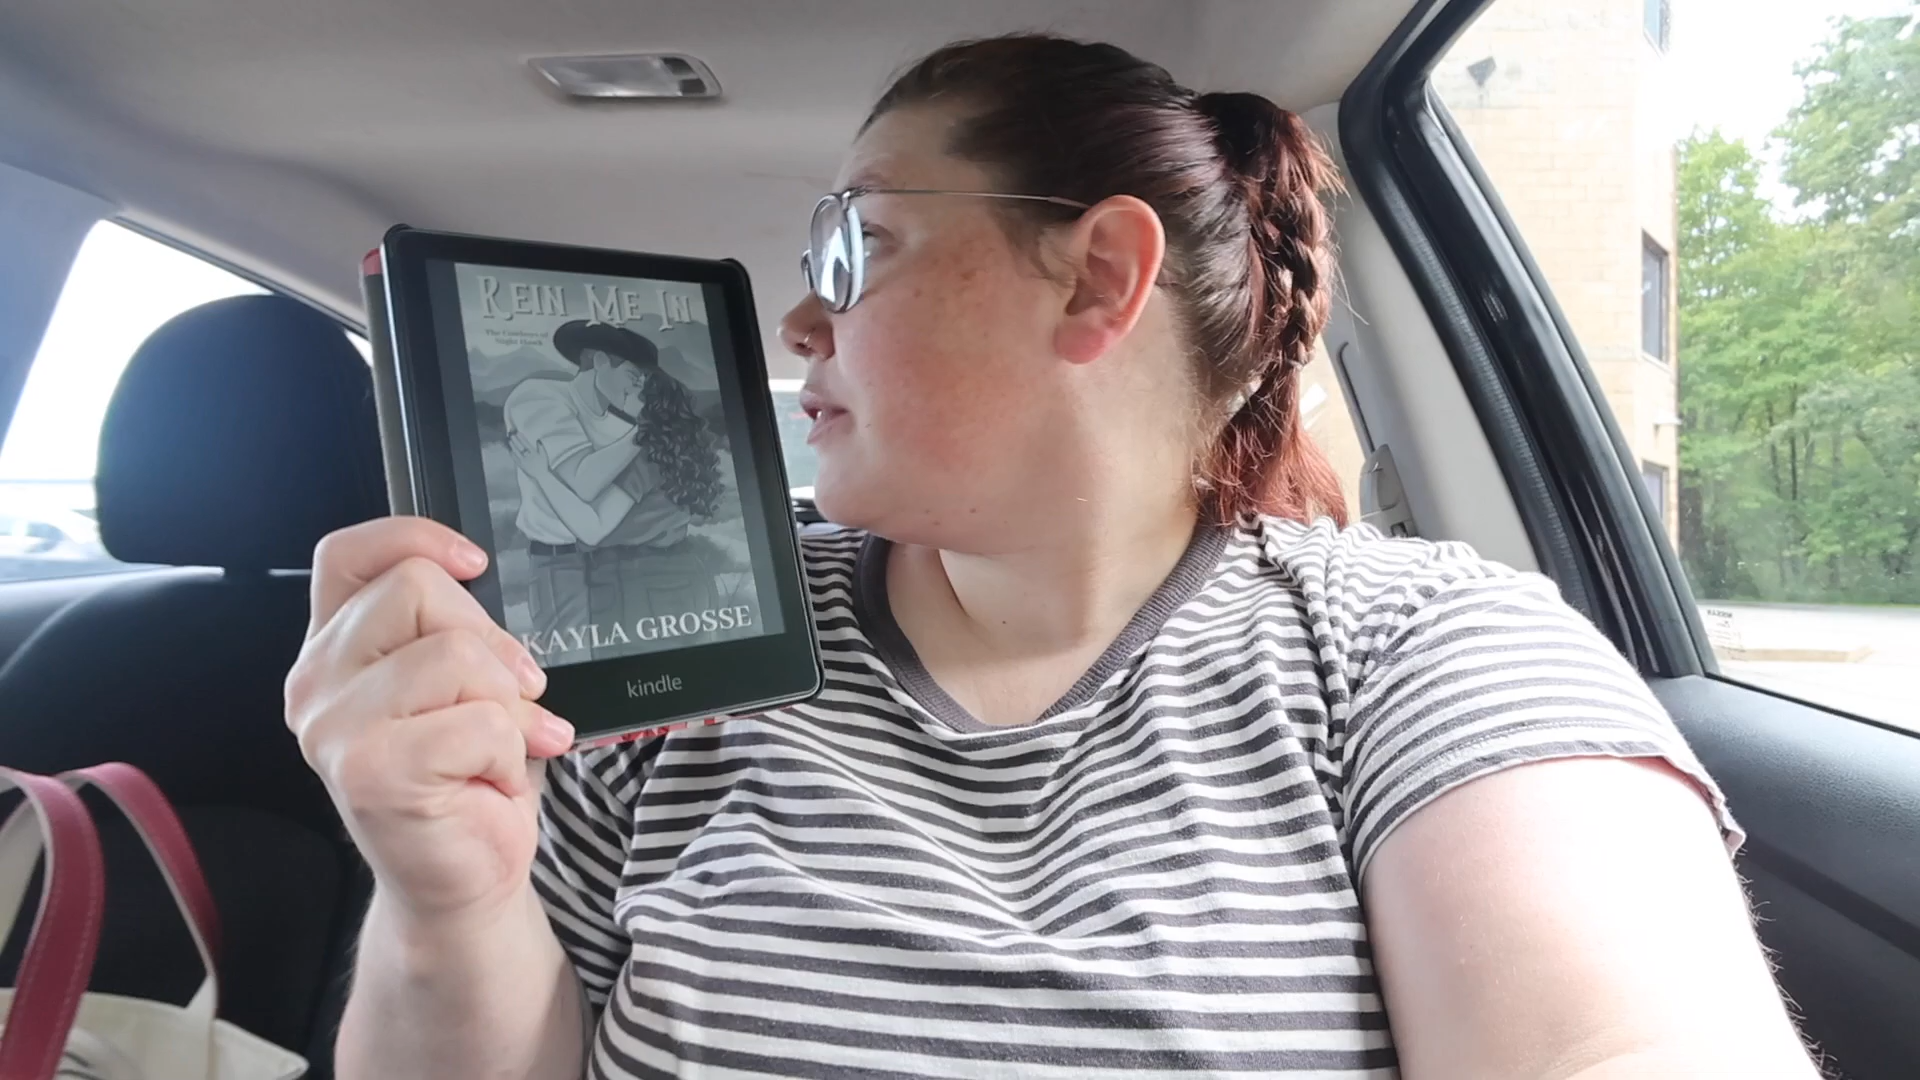 REIN ME IN
The Cowboys of
Night Hawk
KAYLA GROSSE
kindle